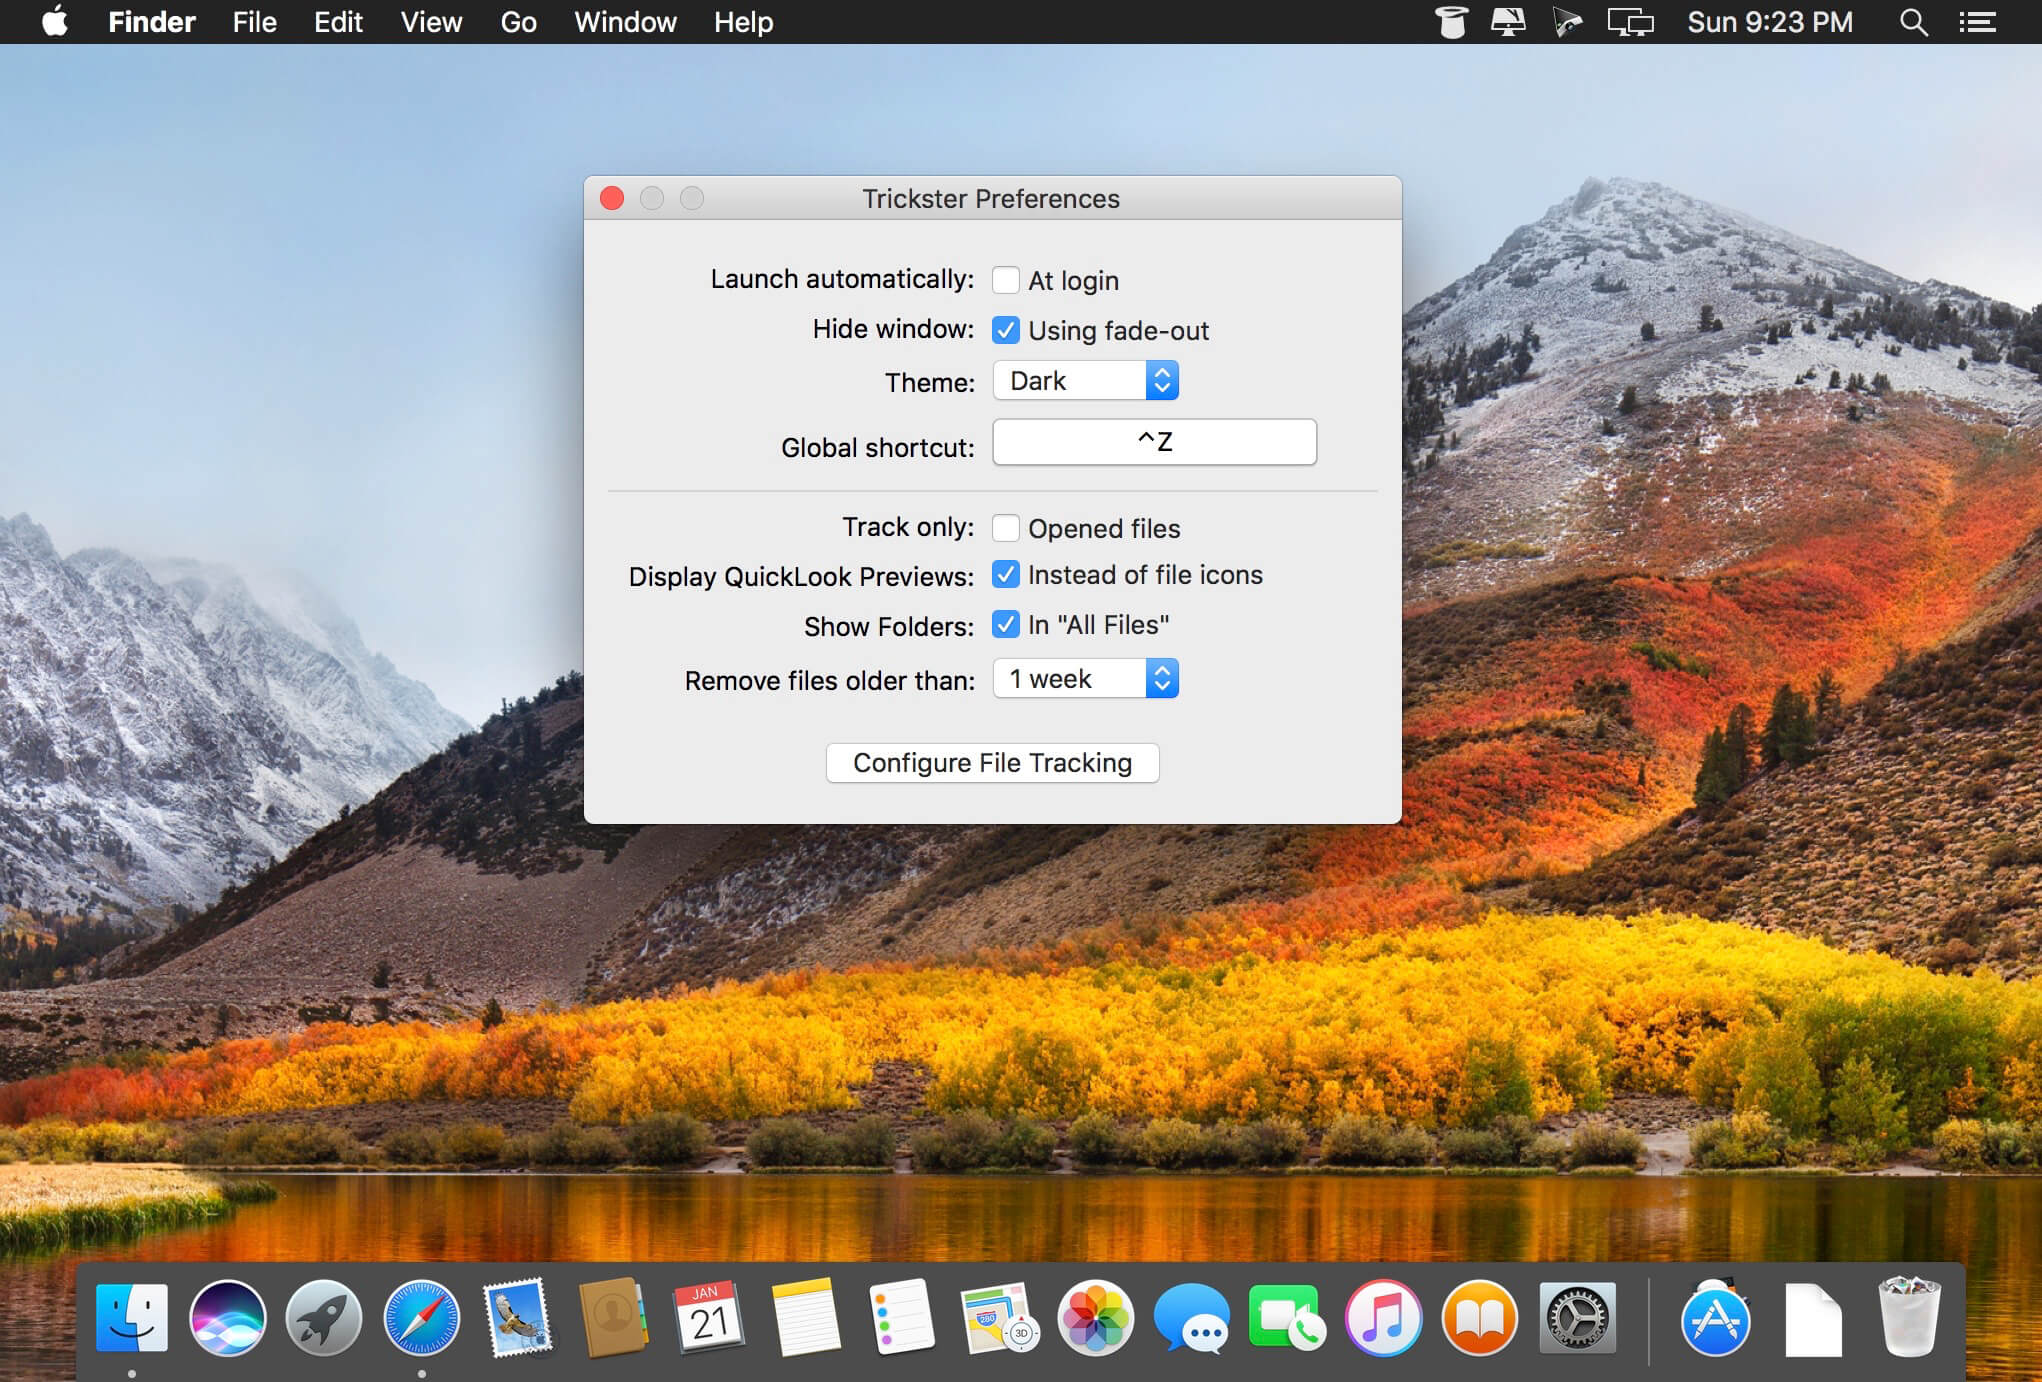 Finder File Edit View Go Window Help Sun 9:23 PM
Trickster Preferences
Launch automatically: At login
Hide window: Using fade-out
Theme: Dark
Global shortcut: ^Z
Track only: Opened files
Display QuickLook Previews: Instead of file icons
Show Folders: In "All Files"
Remove files older than: 1 week
Configure File Tracking
JAN
21
280
3D